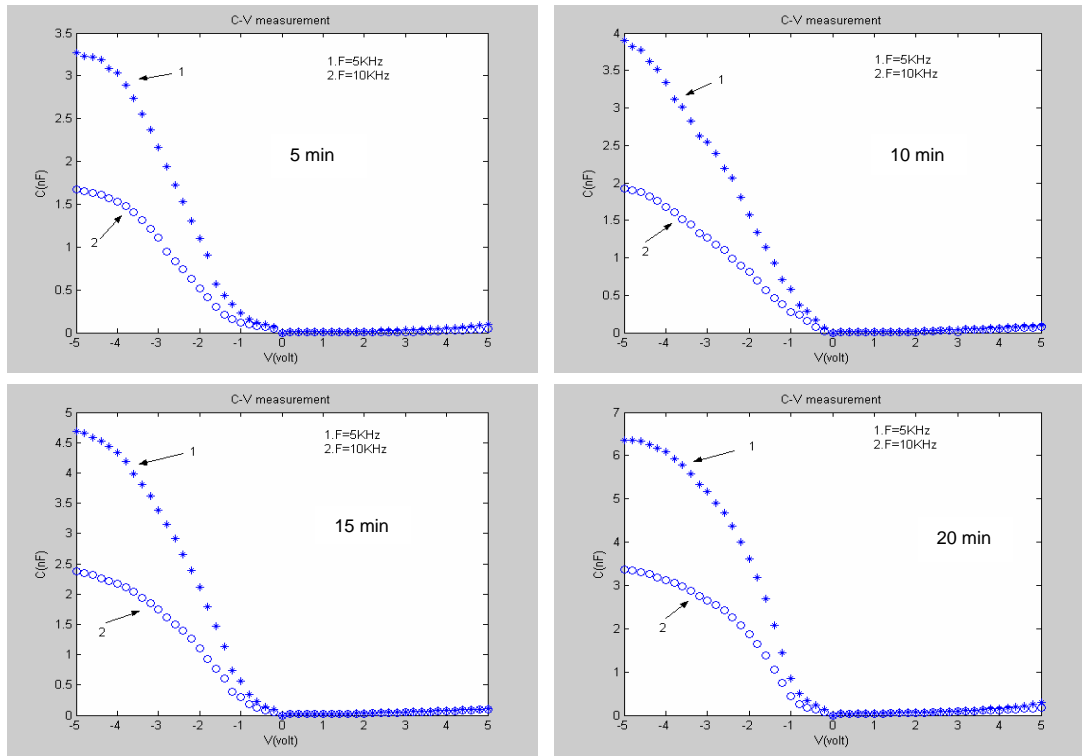 C-V measurement
3.5
3
2.5
2
1.5
1
0.5
0
C(nF)
1.F=5KHz
2.F=10KHz
1
2
5 min
-5 -4 -3 -2 -1 0 1 2 3 4 5
V(volt)
C-V measurement
4
3.5
3
2.5
2
1.5
1
0.5
0
C(nF)
1.F=5KHz
2.F=10KHz
1
2
10 min
-5 -4 -3 -2 -1 0 1 2 3 4 5
V(volt)
C-V measurement
5
4.5
4
3.5
3
2.5
2
1.5
1
0.5
0
C(nF)
1.F=5KHz
2.F=10KHz
1
2
15 min
-5 -4 -3 -2 -1 0 1 2 3 4 5
V(volt)
C-V measurement
7
6
5
4
3
2
1
0
C(nF)
1.F=5KHz
2.F=10KHz
1
2
20 min
-5 -4 -3 -2 -1 0 1 2 3 4 5
V(volt)